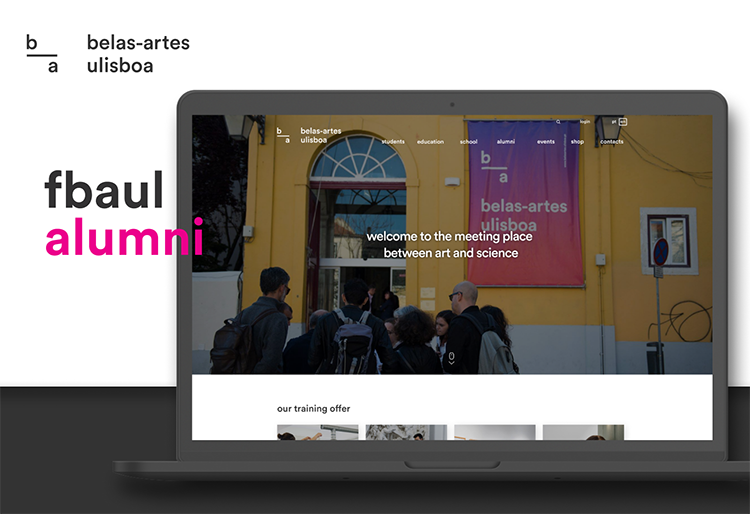 b
a
belas-artes
ulisboa
fbaul
alumni
b
a
belas-artes
ulisboa
login
pt en
students education school alumni events shop contacts
b
a
belas-artes
ulisboa
welcome to the meeting place
between art and science
our training offer